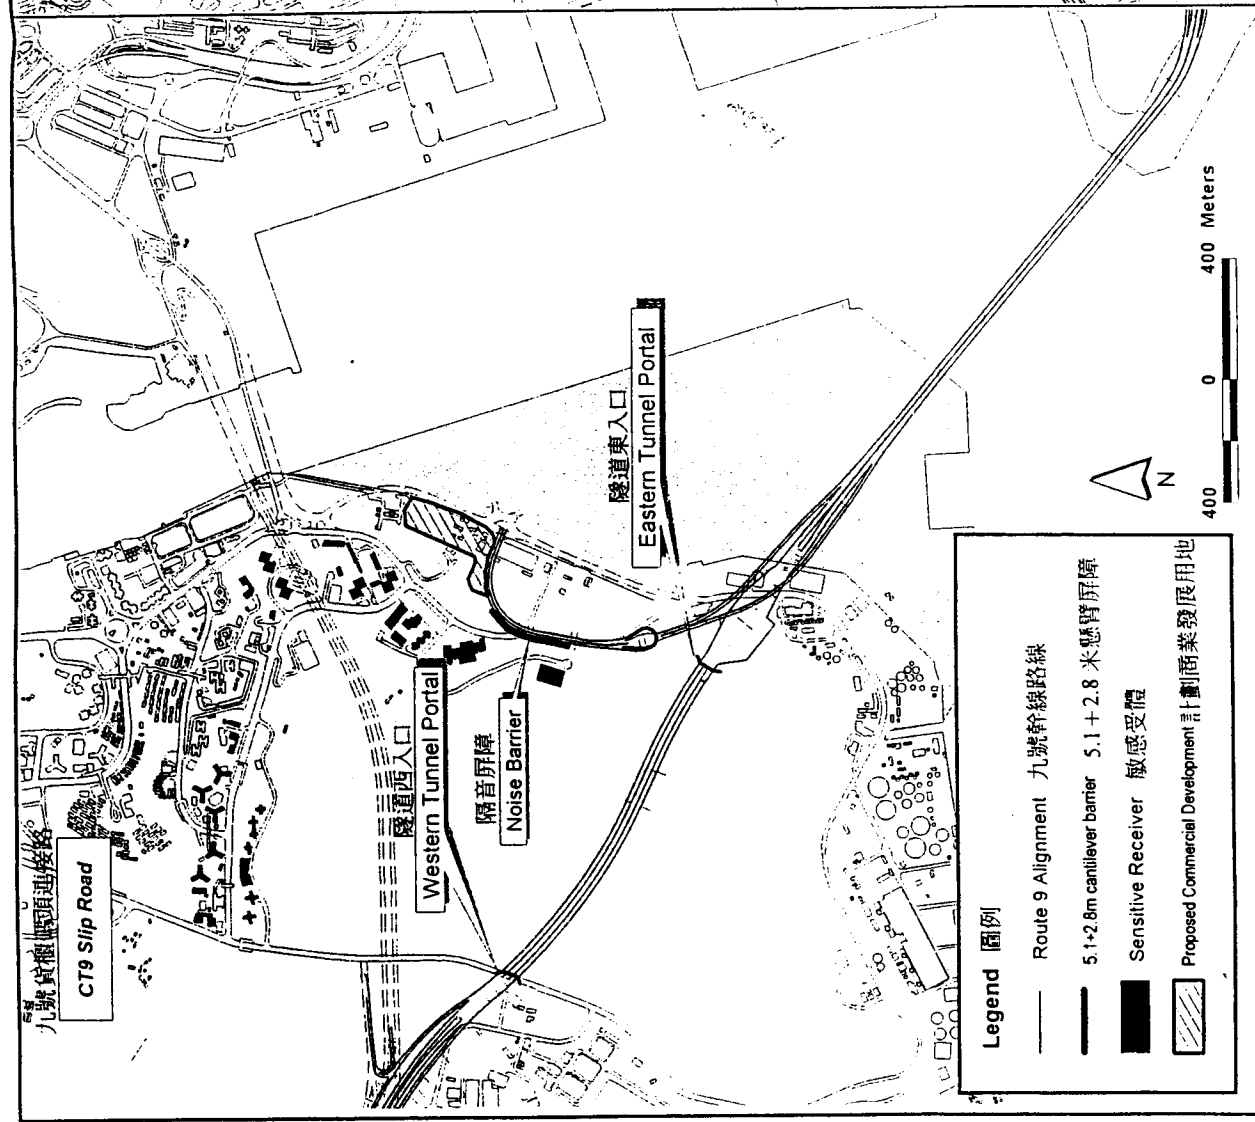 九號貨櫃碼頭連接路
CT9 Slip Road
隧道西入口
Western Tunnel Portal
隔音屏障
Noise Barrier
隧道東入口
Eastern Tunnel Portal
400 0 400 Meters
N
Legend 圖例
Route 9 Alignment 九號幹線路線
5.1+2.8m cantilever barrier 5.1 + 2.8 米懸臂屏障
Sensitive Receiver 敏感受體
Proposed Commercial Development 計劃商業發展用地